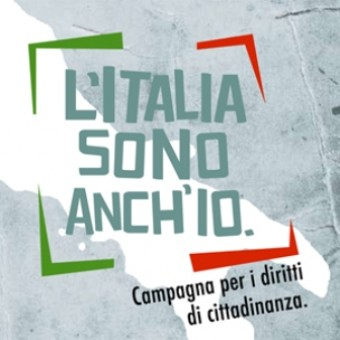 L'ITALIA
SONO
ANCH'IO.
Campagna per i diritti
di cittadinanza.